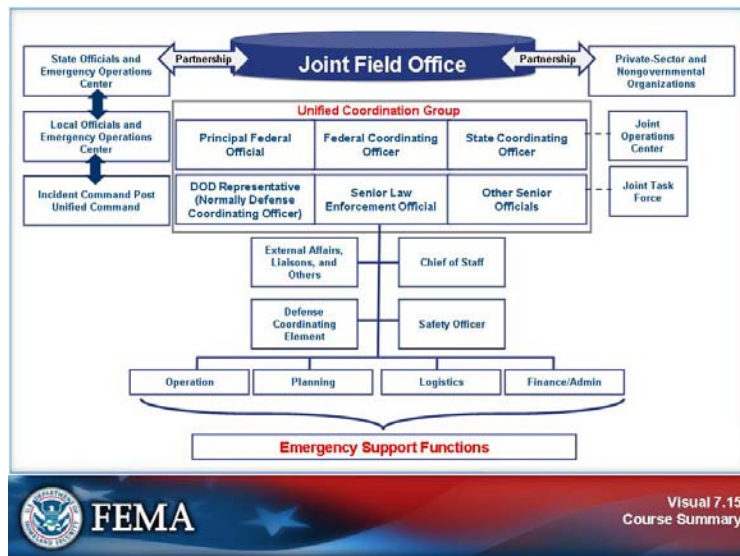 State Officials and
Emergency Operations
Center
Partnership
Joint Field Office
Partnership
Private-Sector and
Nongovernmental
Organizations
Local Officials and
Emergency Operations
Center
Incident Command Post
Unified Command
Unified Coordination Group
Principal Federal
Official
Federal Coordinating
Officer
State Coordinating
Officer
DOD Representative
(Normally Defense
Coordinating Officer)
Senior Law
Enforcement Official
Other Senior
Officials
Joint
Operations
Center
Joint Task
Force
External Affairs,
Liaisons, and
Others
Chief of Staff
Defense
Coordinating
Element
Safety Officer
Operation
Planning
Logistics
Finance/Admin
Emergency Support Functions
U.S. DEPARTMENT OF
HOMELAND SECURITY
FEMA
Visual 7.15
Course Summary